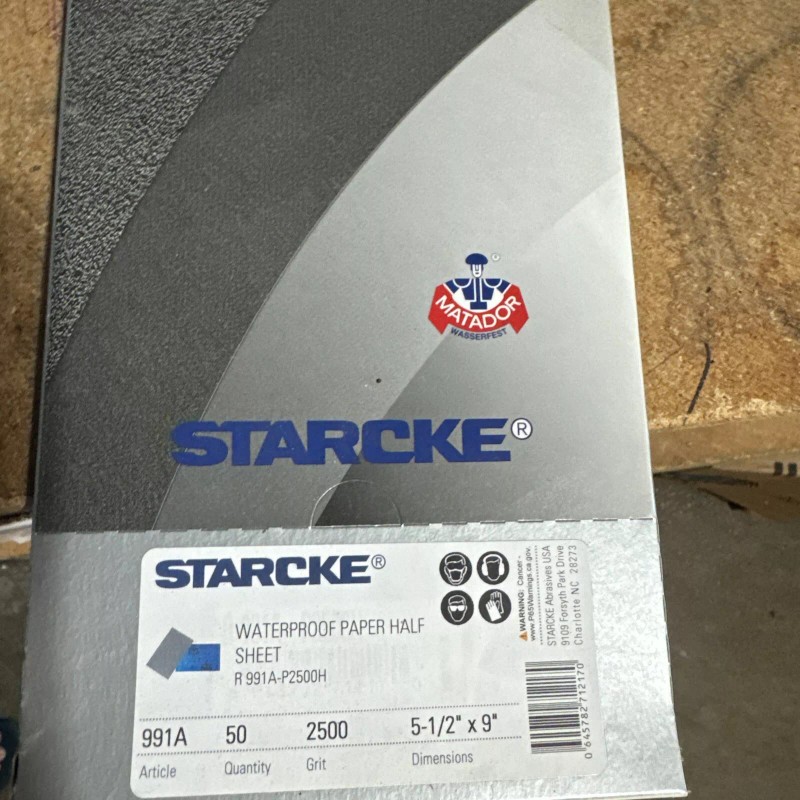 MATADOR
WASSERFEST
STARCKE®
STARCKE®
WATERPROOF PAPER HALF
SHEET
R 991A-P2500H
991A 50 2500 5-1/2" x 9"
Article Quantity Grit Dimensions
WARNING: Cancer -
www.P65Warnings.ca.gov.
STARCKE Abrasives USA
9109 Forsyth Park Drive
Charlotte NC 28273
0 645782 712170